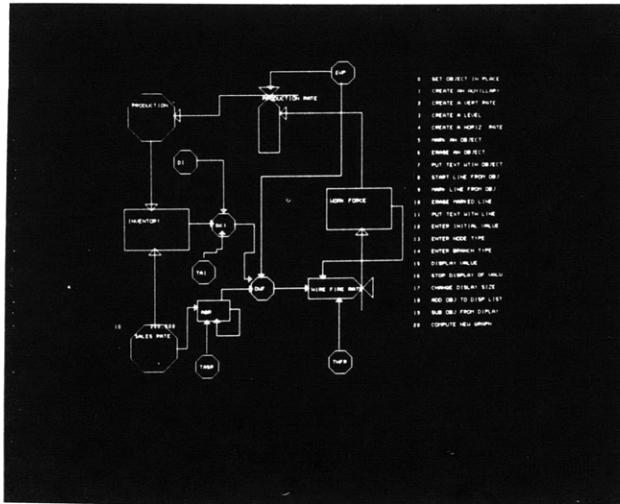 EWP
PRODUCTION
PRODUCTION RATE
DI
INVENTORY
WORK FORCE
TAI
DWF
HIRE FIRE RATE
10
SALES RATE
TASR
THFR
0 SET OBJECT IN PLACE
1 CREATE AN AUXILLARY
2 CREATE A VERT RATE
3 CREATE A LEVEL
4 CREATE A HORIZ RATE
5 MARK AN OBJECT
6 ERASE AN OBJECT
7 PUT TEXT WTIH OBJECT
8 START LINE FROM OBJ
9 MARK LINE FROM OBJ
10 ERASE MARKED LINE
11 PUT TEXT WITH LINE
12 ENTER INITIAL VALUE
13 ENTER NODE TYPE
14 ENTER BRANCH TYPE
15 DISPLAY VALUE
16 STOP DISPLAY OF VALU
17 CHANGE DISLAY SIZE
18 ADD OBJ TO DISP LIST
19 SUB OBJ FROM DIPLAY
20 COMPUTE NEW GRAPH